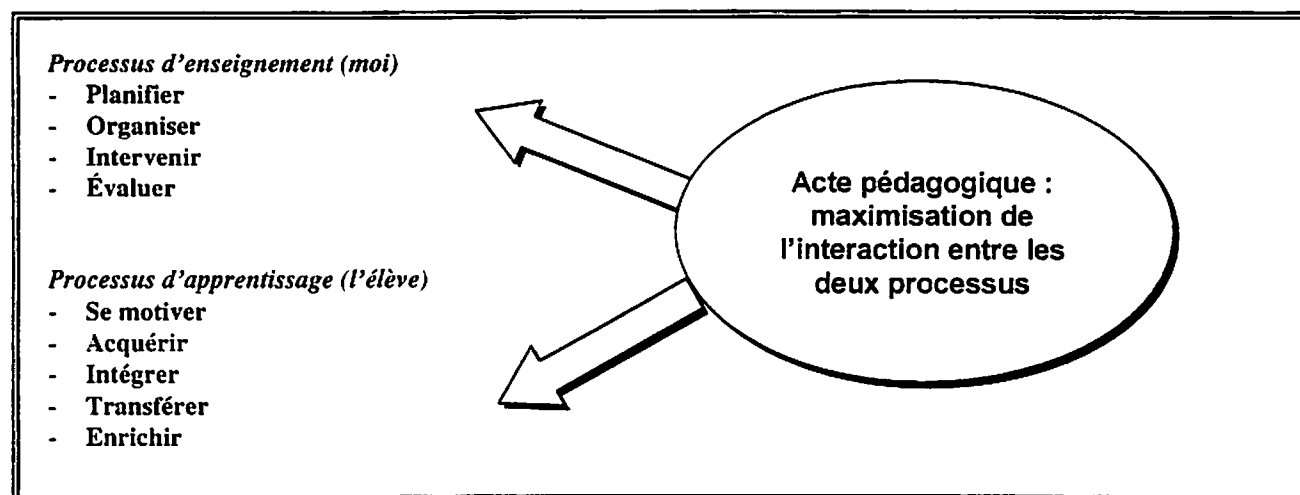 Processus d'enseignement (moi)
- Planifier
- Organiser
- Intervenir
- Évaluer
Processus d'apprentissage (l'élève)
- Se motiver
- Acquérir
- Intégrer
- Transférer
- Enrichir
Acte pédagogique :
maximisation de
l'interaction entre les
deux processus